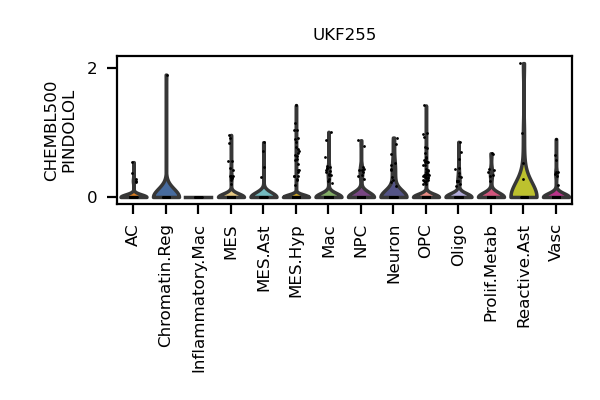 UKF255
CHEMBL500
PINDOLOL
2
0
AC
Chromatin.Reg
Inflammatory.Mac
MES
MES.Ast
MES.Hyp
Mac
NPC
Neuron
OPC
Oligo
Prolif.Metab
Reactive.Ast
Vasc